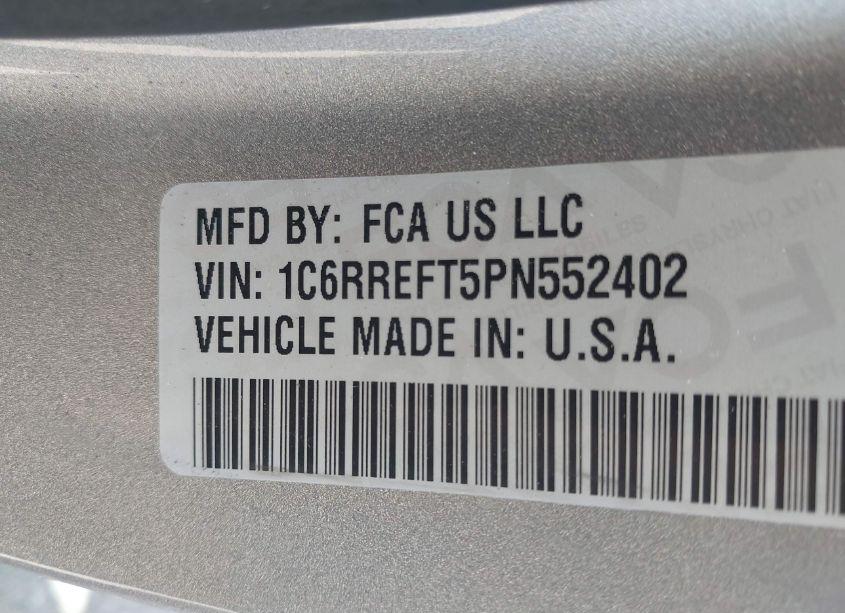 MFD BY: FCA US LLC
VIN: 1C6RREFT5PN552402
VEHICLE MADE IN: U.S.A.